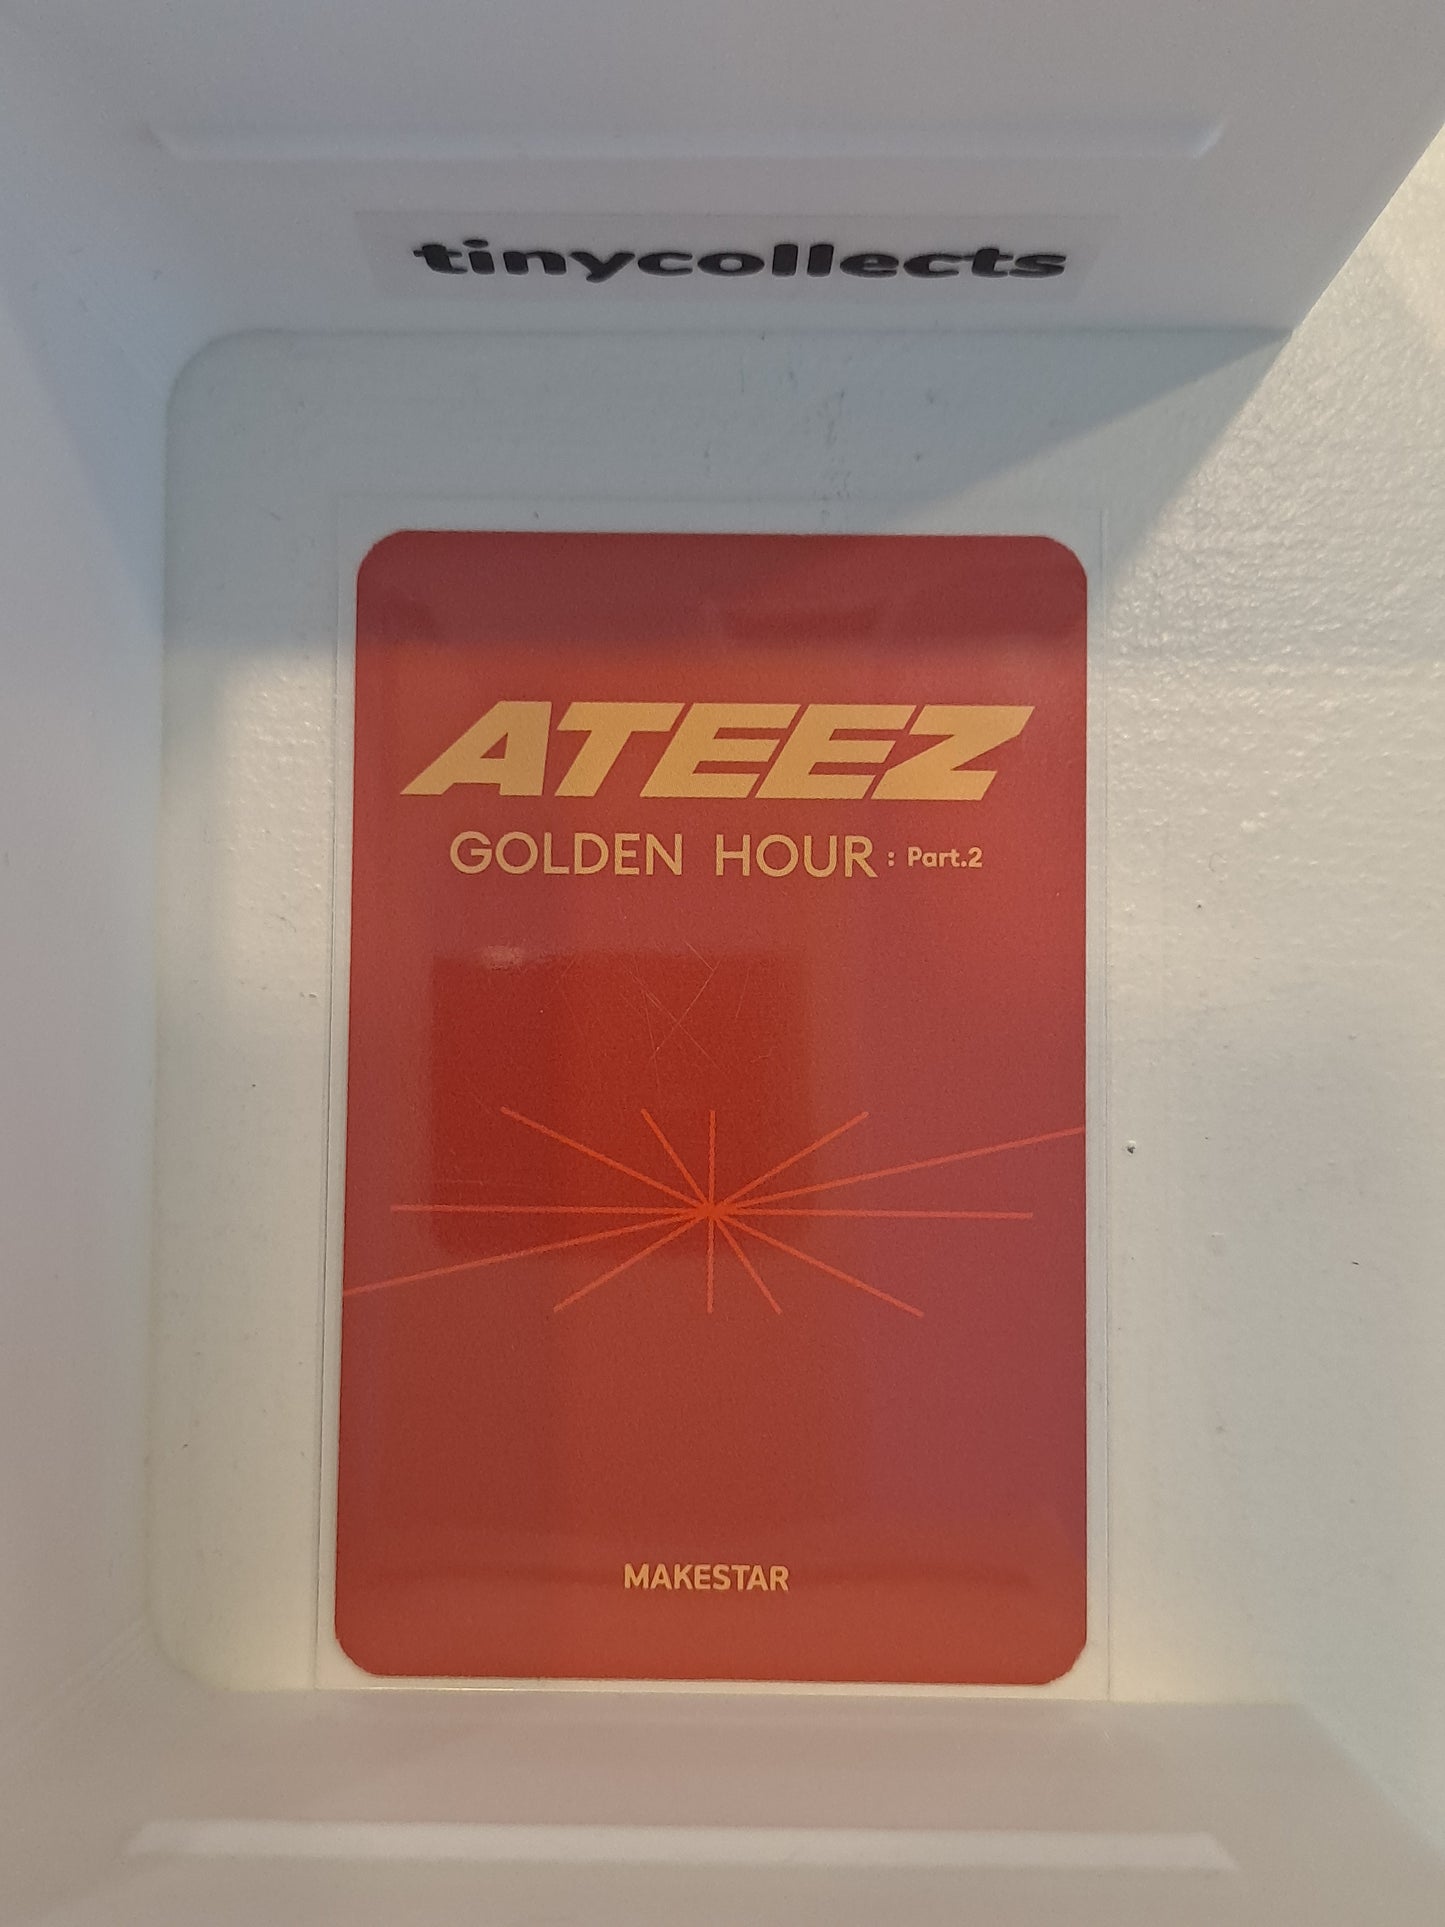 tinycollects
ATEEZ
GOLDEN HOUR : Part.2
MAKESTAR